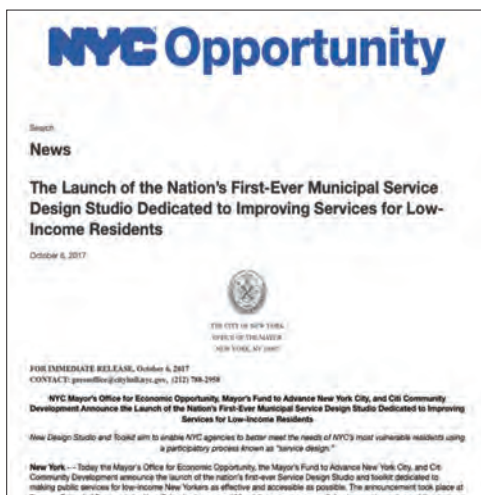 NYC Opportunity
Search
News
The Launch of the Nation's First-Ever Municipal Service
Design Studio Dedicated to Improving Services for Low-
Income Residents
October 6, 2017
THE CITY OF NEW YORK
OFFICE OF THE MAYOR
NEW YORK, NY 10007
FOR IMMEDIATE RELEASE, October 6, 2017
CONTACT: pressoffice@cityhall.nyc.gov, (212) 788-2958
NYC Mayor's Office for Economic Opportunity, Mayor's Fund to Advance New York City, and Citi Community
Development Announce the Launch of the Nation's First-Ever Municipal Service Design Studio Dedicated to Improving
Services for Low-Income Residents
New Design Studio and Toolkit aim to enable NYC agencies to better meet the needs of NYC's most vulnerable residents using
a participatory process known as "service design."
New York --- Today the Mayor's Office for Economic Opportunity, the Mayor's Fund to Advance New York City, and Citi
Community Development announce the launch of the nation's first-ever Service Design Studio and toolkit dedicated to
making public services for low-income New Yorkers as effective and accessible as possible. The announcement took place at